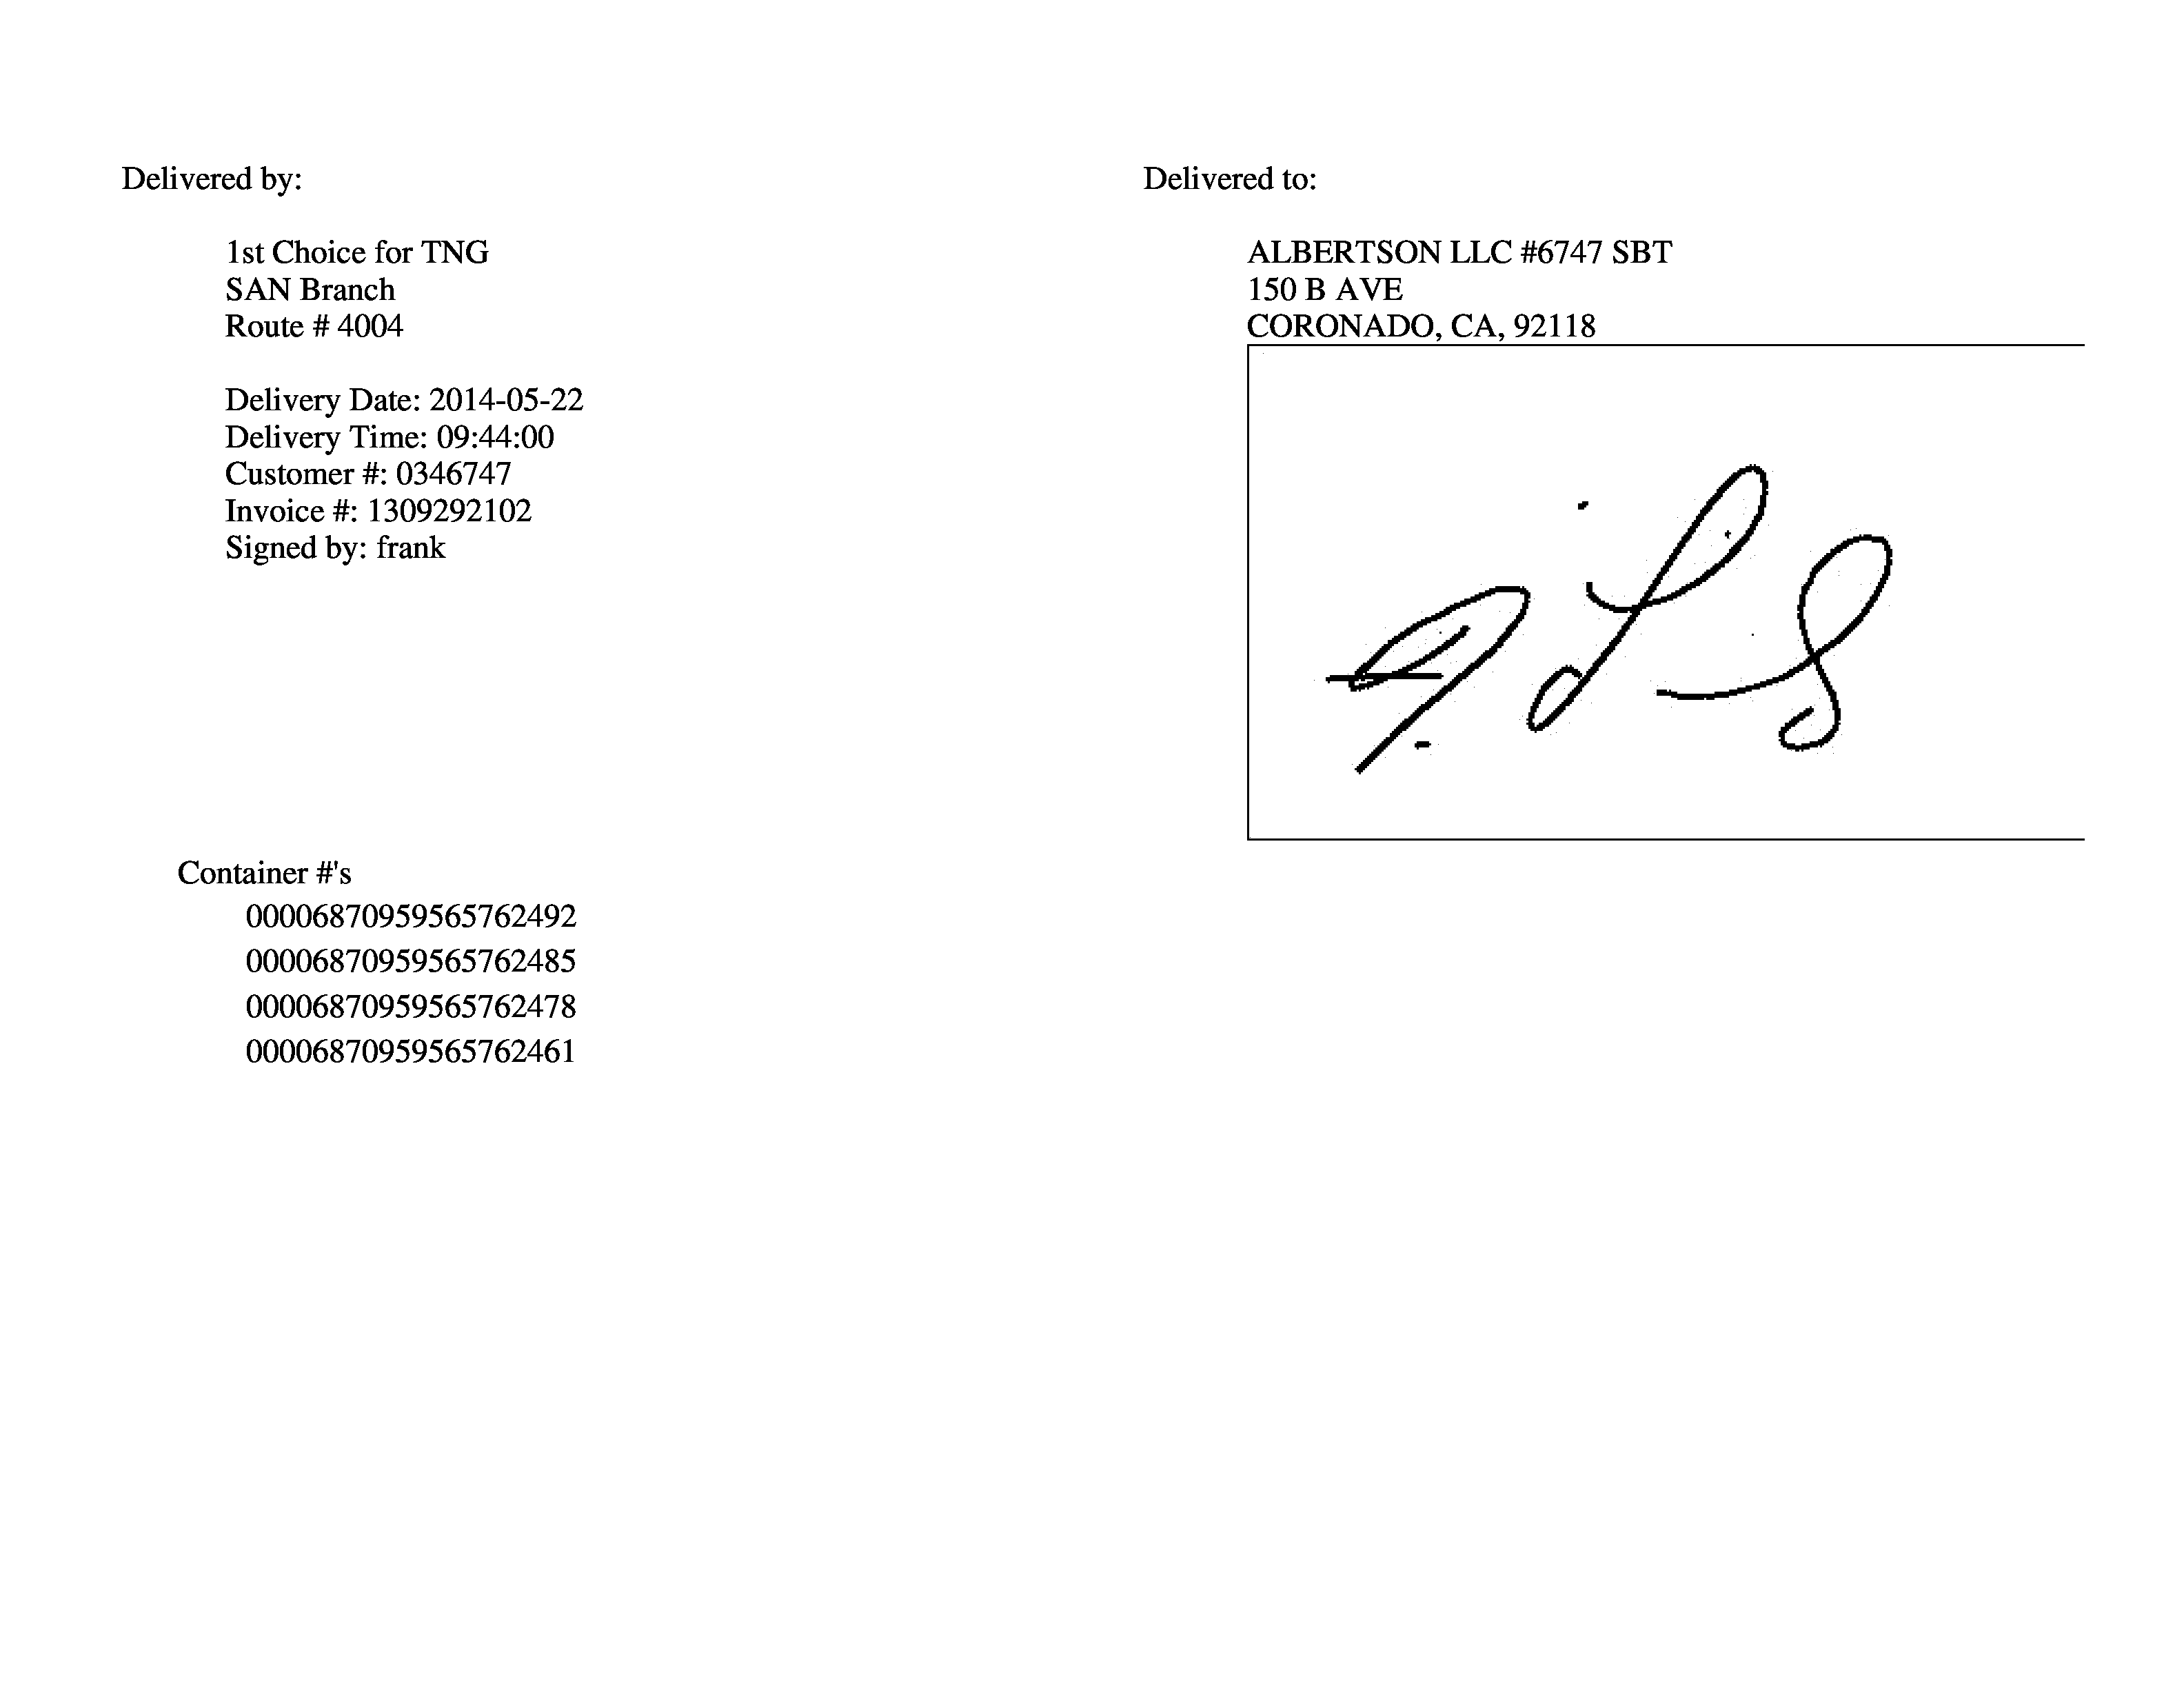 Delivered by:
1st Choice for TNG
SAN Branch
Route # 4004
Delivery Date: 2014-05-22
Delivery Time: 09:44:00
Customer #: 0346747
Invoice #: 1309292102
Signed by: frank
Delivered to:
ALBERTSON LLC #6747 SBT
150 B AVE
CORONADO, CA, 92118
Container #'s
00006870959565762492
00006870959565762485
00006870959565762478
00006870959565762461